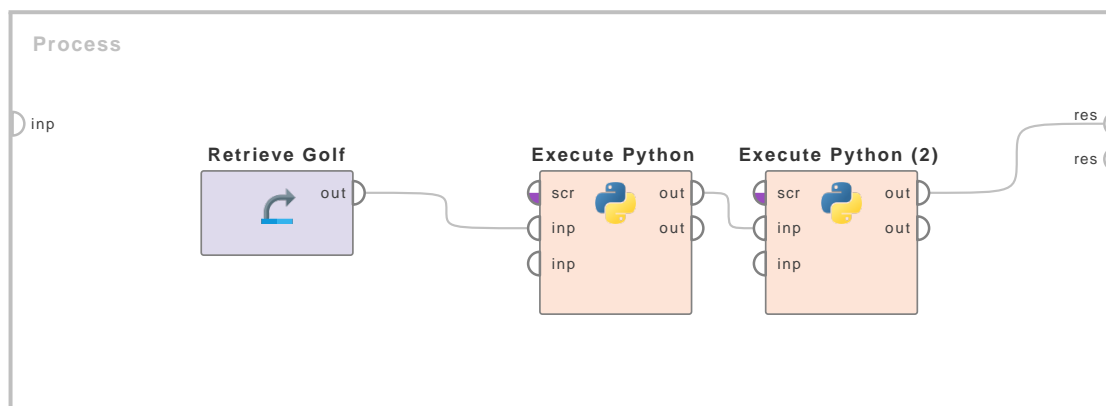 Process
inp
res
res
Retrieve Golf
out
Execute Python
scr out
inp out
inp
Execute Python (2)
scr out
inp out
inp